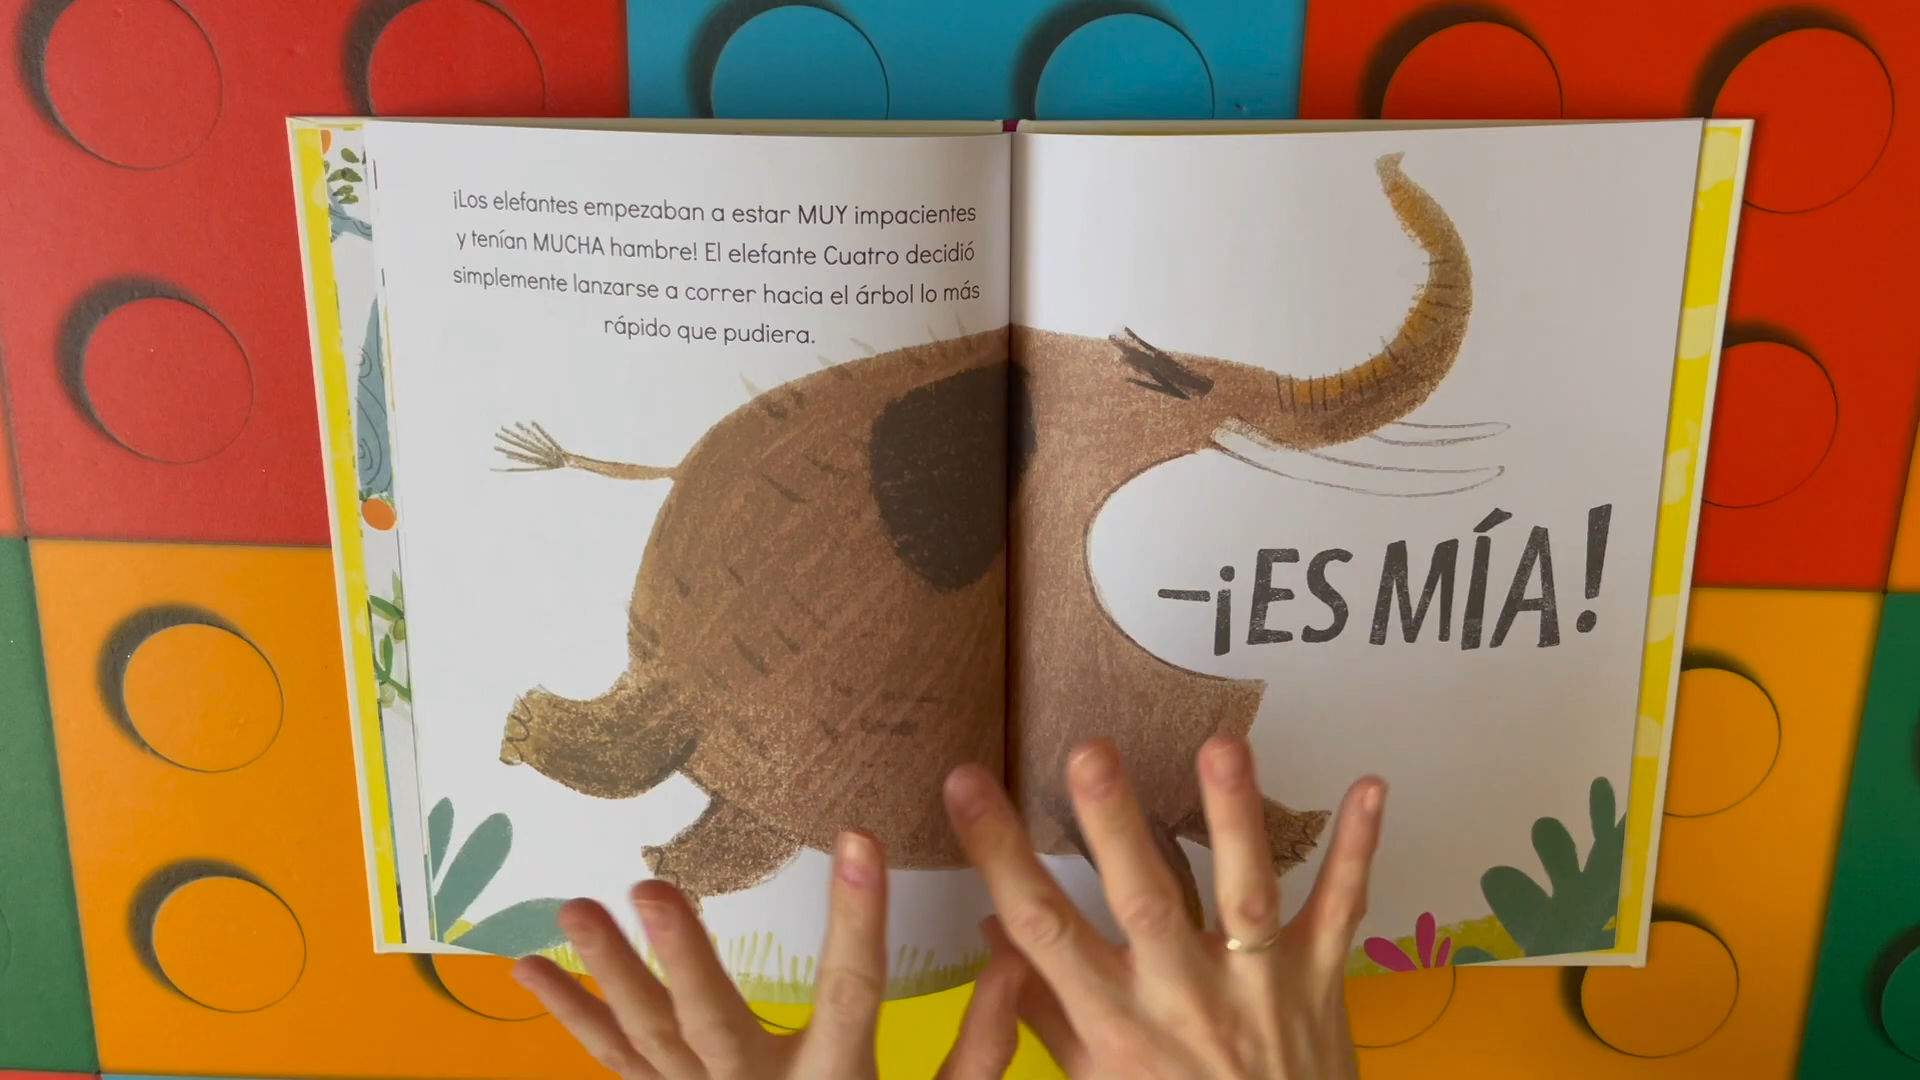 ¡Los elefantes empezaban a estar MUY impacientes
y tenían MUCHA hambre! El elefante Cuatro decidió
simplemente lanzarse a correr hacia el árbol lo más
rápido que pudiera.
—¡ES MÍA!